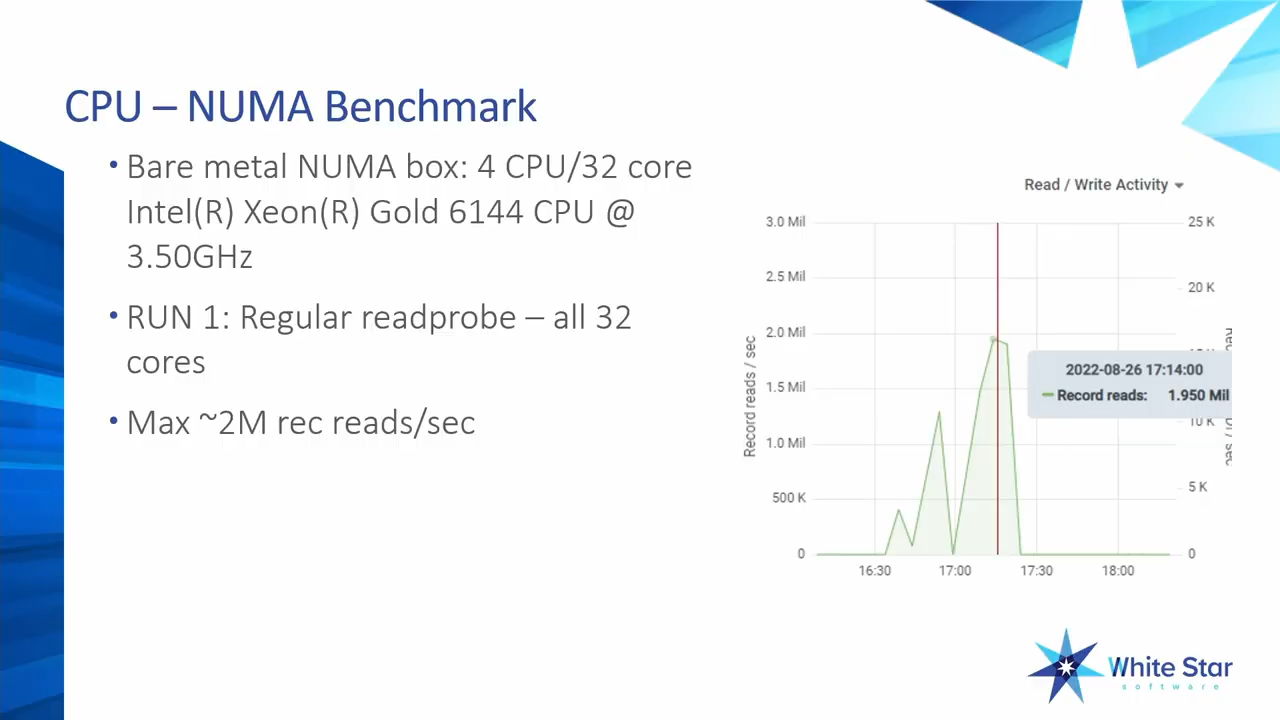 CPU – NUMA Benchmark
• Bare metal NUMA box: 4 CPU/32 core
Intel(R) Xeon(R) Gold 6144 CPU @
3.50GHz
• RUN 1: Regular readprobe – all 32
cores
• Max ~2M rec reads/sec
Read / Write Activity
3.0 Mil
2.5 Mil
2.0 Mil
1.5 Mil
1.0 Mil
500 K
0
Record reads / sec
25 K
20 K
10 K
5 K
0
2022-08-26 17:14:00
Record reads: 1.950 Mil
16:30 17:00 17:30 18:00
White Star
software